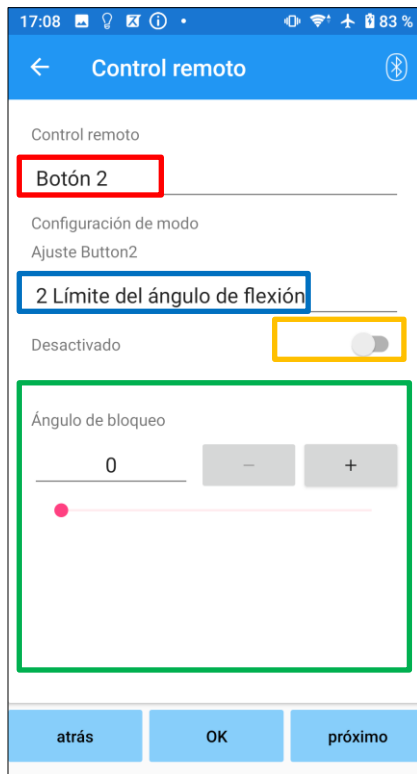 17:08 83 %
Control remoto
Control remoto
Botón 2
Configuración de modo
Ajuste Button2
2 Límite del ángulo de flexión
Desactivado
Ángulo de bloqueo
0 − +
atrás OK próximo